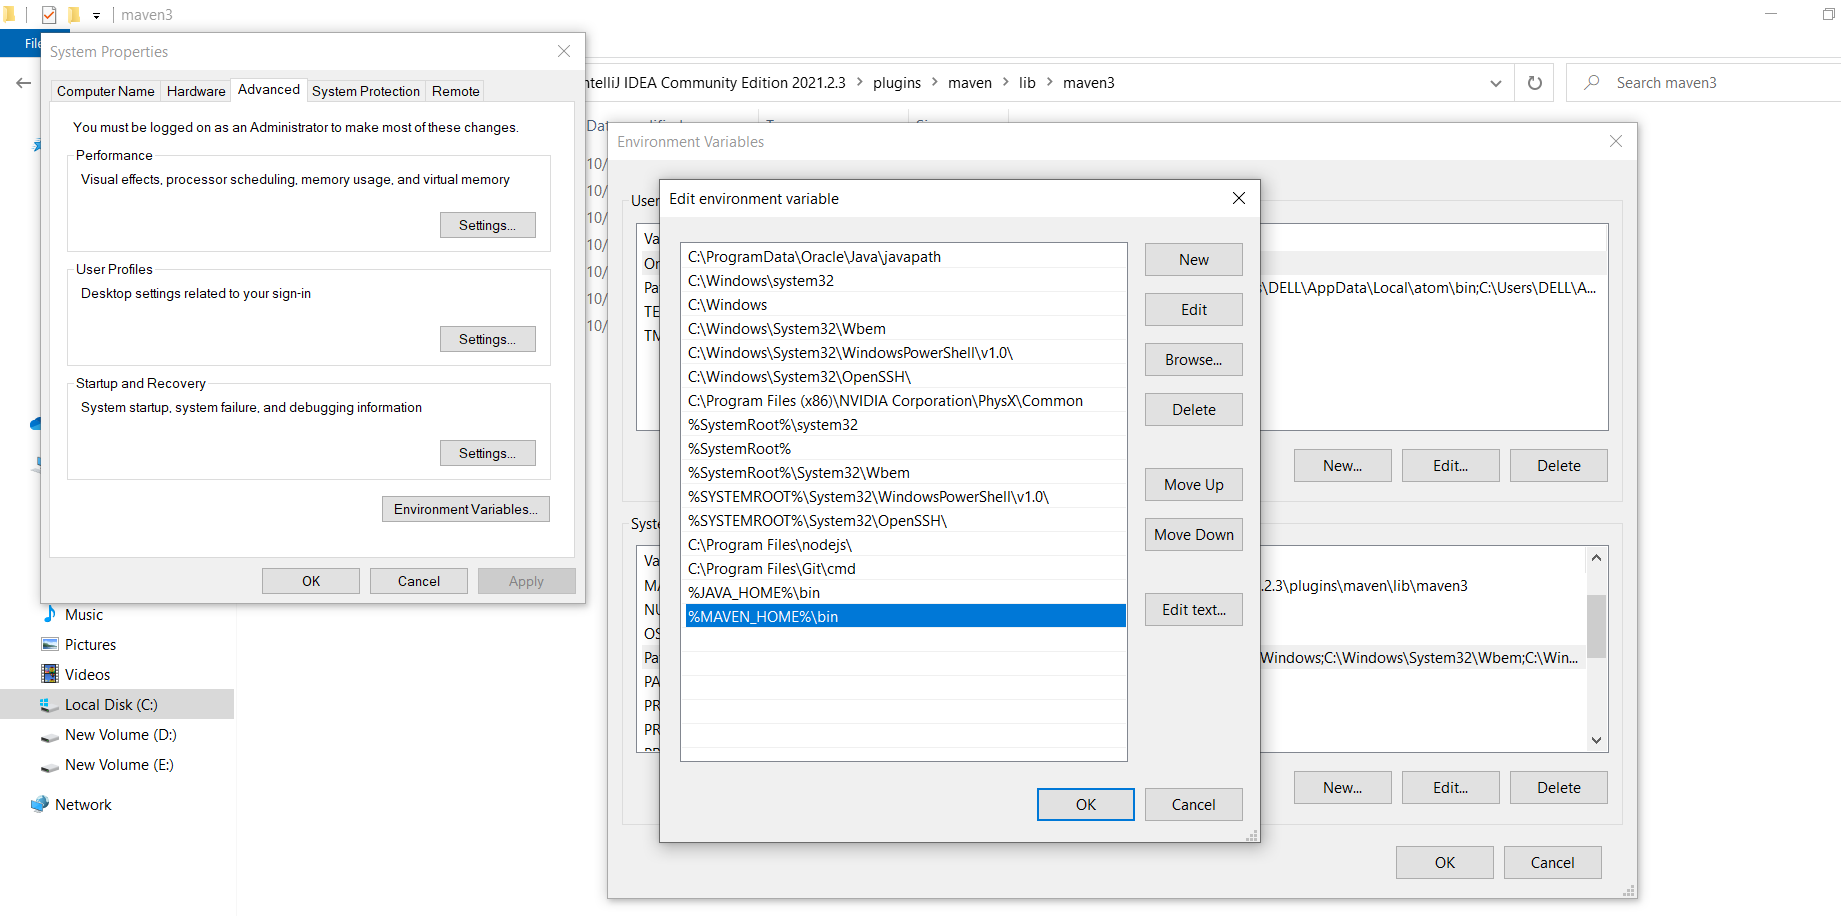 maven3
File
System Properties
Computer Name
Hardware
Advanced
System Protection
Remote
You must be logged on as an Administrator to make most of these changes.
Performance
Visual effects, processor scheduling, memory usage, and virtual memory
Settings...
User Profiles
Desktop settings related to your sign-in
Settings...
Startup and Recovery
System startup, system failure, and debugging information
Settings...
Environment Variables...
OK
Cancel
Apply
Music
Pictures
Videos
Local Disk (C:)
New Volume (D:)
New Volume (E:)
Network
IDEA Community Edition 2021.2.3
plugins
maven
lib
maven3
Search maven3
10/
10/
10/
10/
10/
10/
10/
Environment Variables
User
Va
Or
Pa
TE
TM
\DELL\AppData\Local\atom\bin;C:\Users\DELL\A...
New...
Edit...
Delete
Syste
Va
MA
NU
OS
Pa
PA
PR
PR
.2.3\plugins\maven\lib\maven3
Windows;C:\Windows\System32\Wbem;C:\Win...
New...
Edit...
Delete
OK
Cancel
Edit environment variable
C:\ProgramData\Oracle\Java\javapath
C:\Windows\system32
C:\Windows
C:\Windows\System32\Wbem
C:\Windows\System32\WindowsPowerShell\v1.0\
C:\Windows\System32\OpenSSH\
C:\Program Files (x86)\NVIDIA Corporation\PhysX\Common
%SystemRoot%\system32
%SystemRoot%
%SystemRoot%\System32\Wbem
%SYSTEMROOT%\System32\WindowsPowerShell\v1.0\
%SYSTEMROOT%\System32\OpenSSH\
C:\Program Files\nodejs\
C:\Program Files\Git\cmd
%JAVA_HOME%\bin
%MAVEN_HOME%\bin
New
Edit
Browse...
Delete
Move Up
Move Down
Edit text...
OK
Cancel